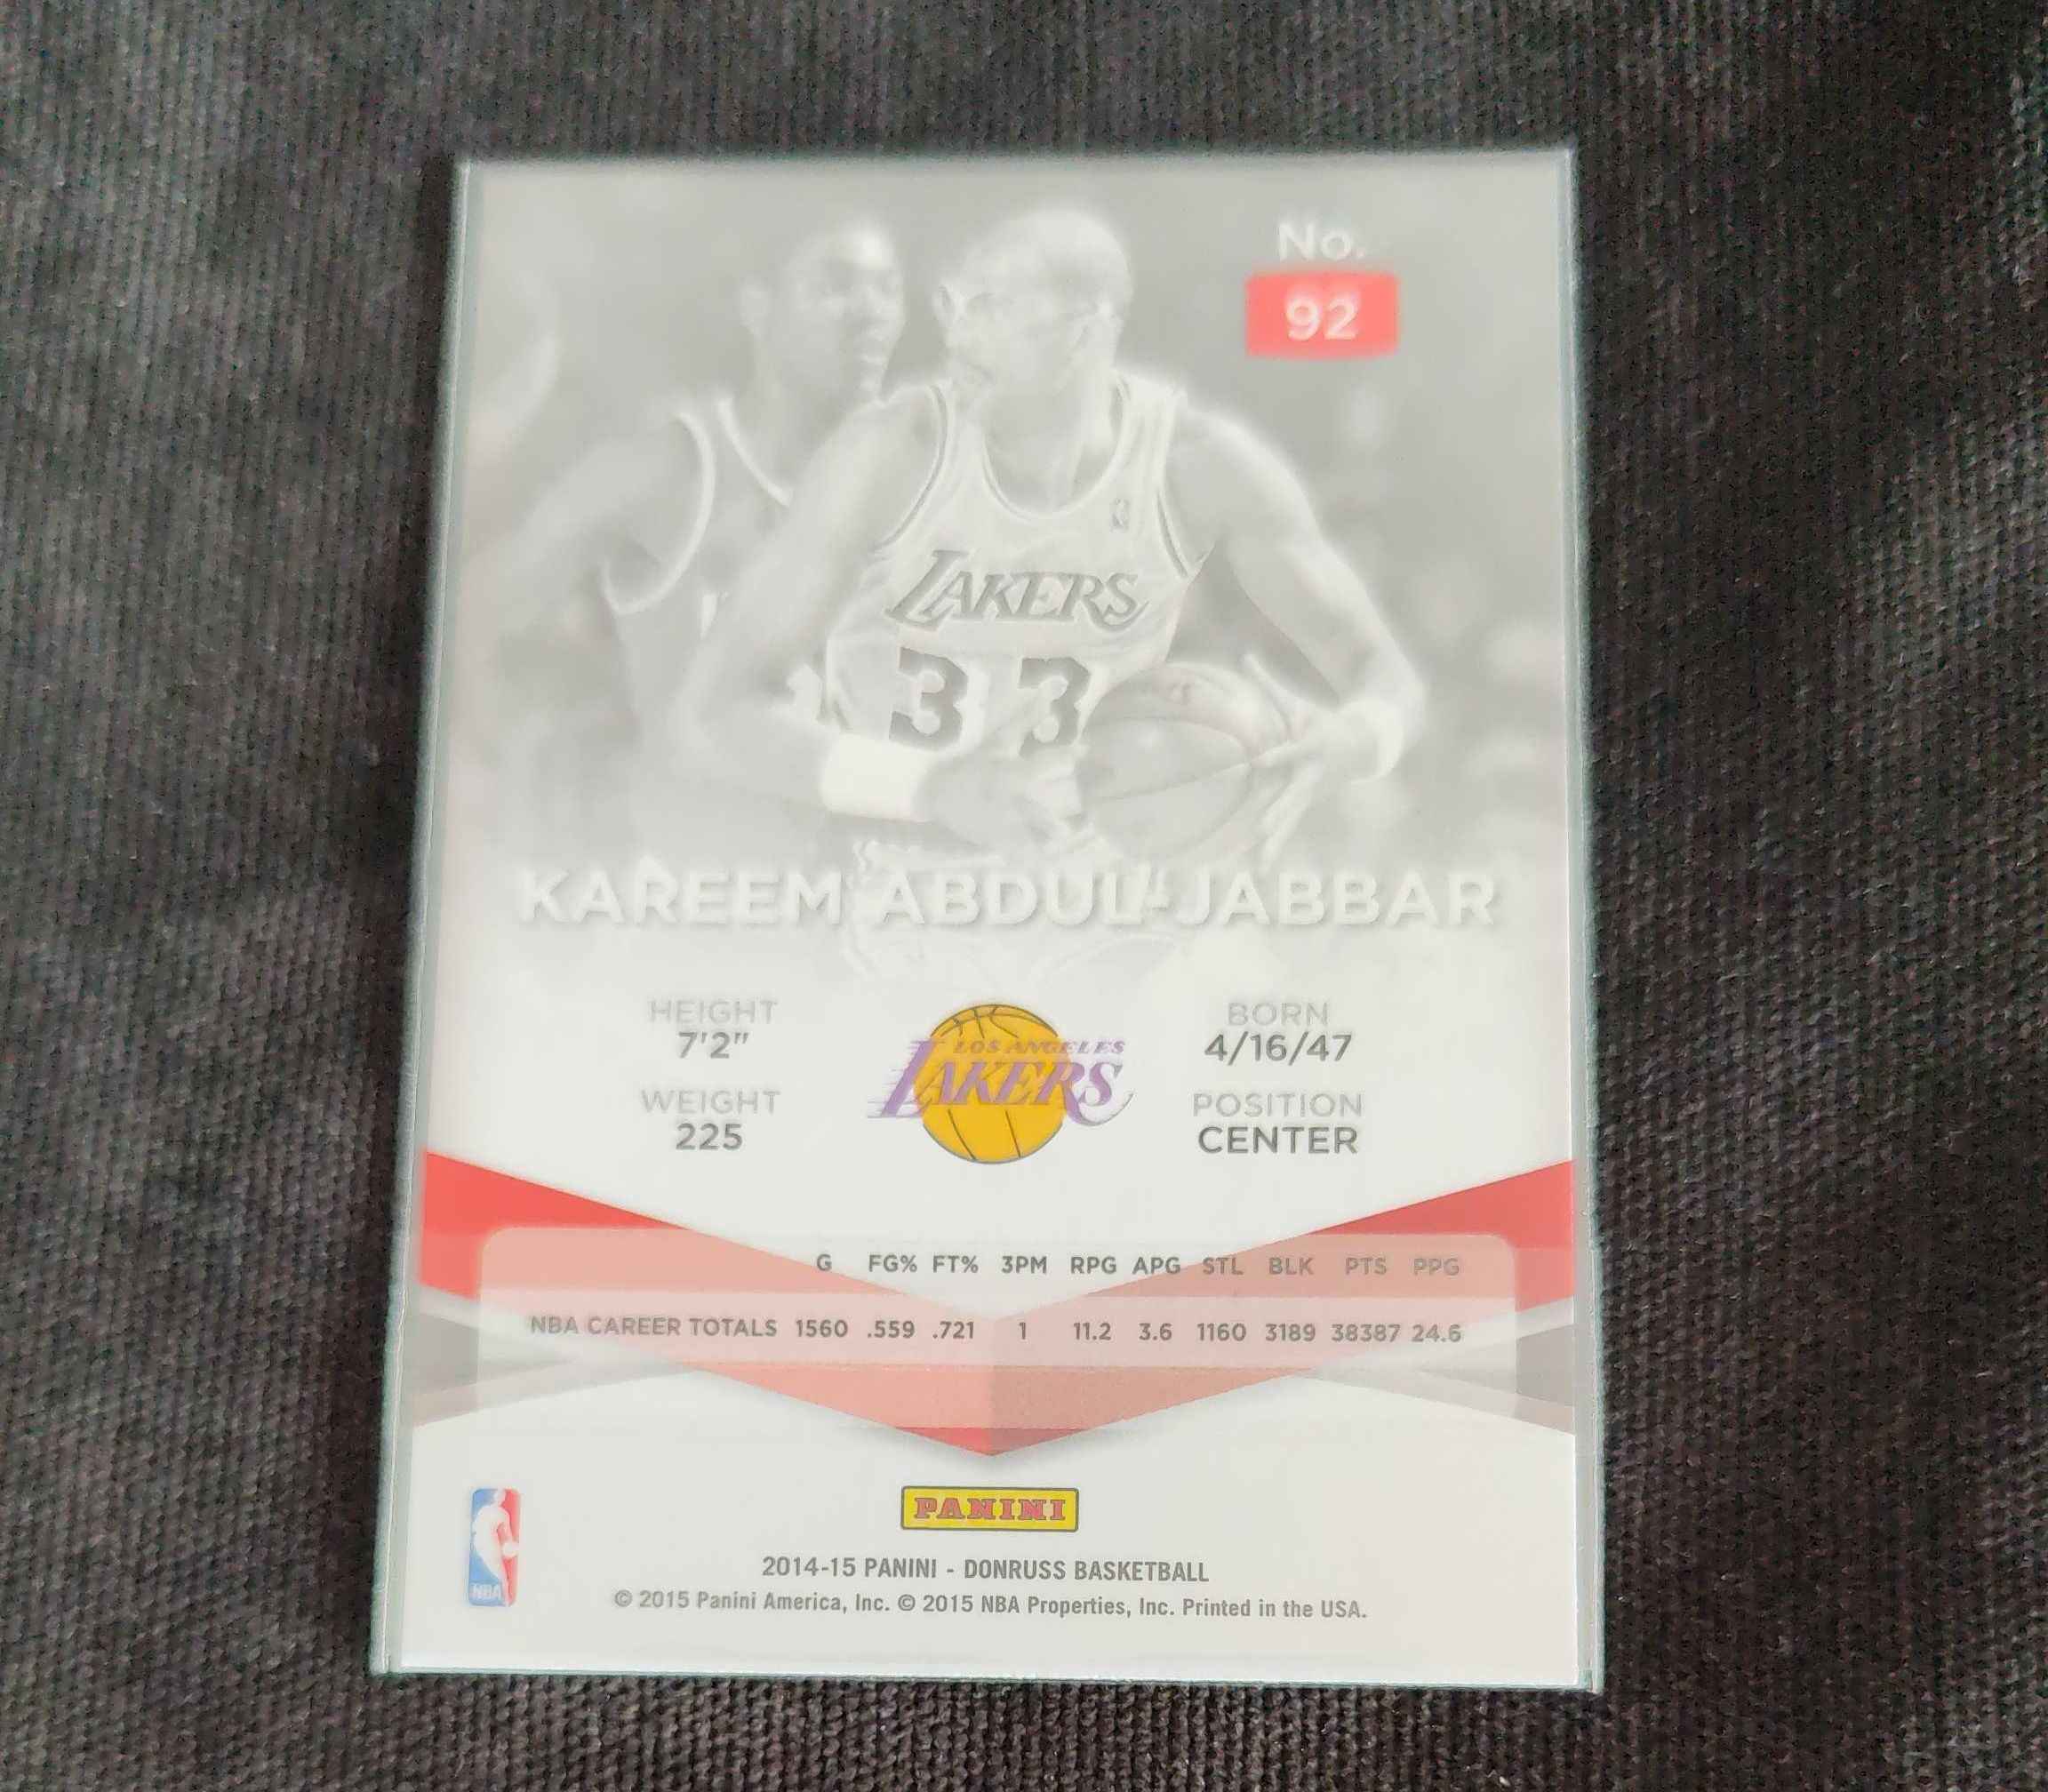 No.
92
LAKERS
33
KAREEM ABDUL-JABBAR
HEIGHT
7'2"
WEIGHT
225
LOS ANGELES
LAKERS
BORN
4/16/47
POSITION
CENTER
G FG% FT% 3PM RPG APG STL BLK PTS PPG
NBA CAREER TOTALS 1560 .559 .721 1 11.2 3.6 1160 3189 38387 24.6
NBA
PANINI
2014-15 PANINI - DONRUSS BASKETBALL
© 2015 Panini America, Inc. © 2015 NBA Properties, Inc. Printed in the USA.